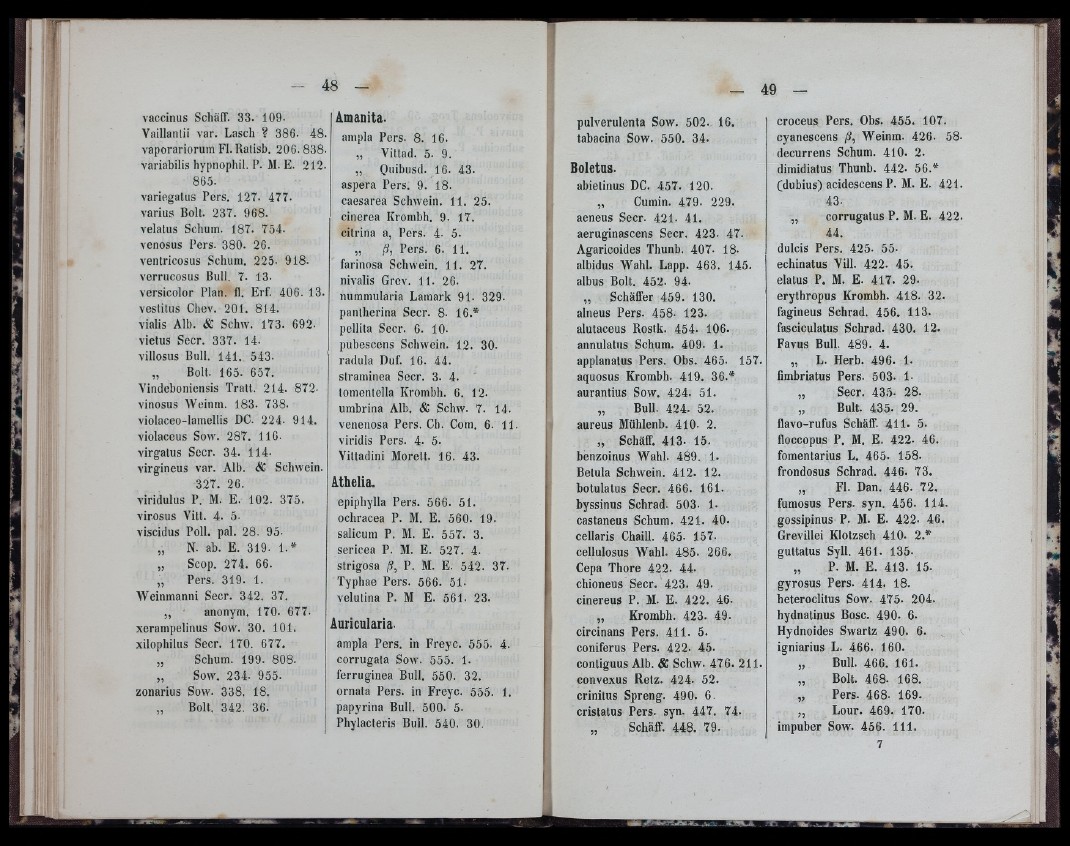 — 48 —
vaccinus Schäff. 33. 109.
Vaillantii var. Lasch ? 386. 48.
vaporariorum Fl. Ratisb. 206. 838.
variabilis hypnophil. P. M. E. 212.
865.
variegatus Pers. 127. 477.
varius Bolt. 237. 968.
velatus Schum. 187. 754.
venosus Pers. 380. 26.
ventricosus Schum. 225. 918.
verrucosus Bull. 7. 13.
versicolor Plan. fl. Erf. 406. 13.
vestitus Chev. 201. 814.
vialis Alb. & Schw. 173. 692.
vietus Secr. 337. 14.
villosus Bull. 141. 543.
„ Bolt. 165. 657.
Vindeboniensis Tratt. 214. 872.
vinosus Weinm. 183. 738.
violaceo-lamellis DC. 224. 914.
violaceus Sow. 287. 116.
virgatus Secr. 34. 114.
virgineus var. Alb. & Schwein.
327. 26.
viridulus P. M. E. 102. 375.
virosus Vitt. 4. 5.
viscidus Poll. pal. 28. 95.
„ N. ab. E. 319. 1.*
„ Scop. 274. 66.
„ Pers. 319. 1.
Weinmanni Secr. 342. 37.
„ anonym. 170. 677.
xerampelinus Sow. 30. 101.
xilophilus Secr. 170. 677.
„ Schum. 199. 808.
„ Sow. 234. 955.
zonarius Sow. 338. 18.
„ Bolt. 342. 36.
Amanita.
ampla Pers. 8. 16.
„ Vittad. 5. 9.
„ Quibusd. 16. 43.
aspera Pers. 9. 18.
caesarea Schwein. 11. 25.
cinerea Krombh. 9. 17.
citrina a, Pers. 4. 5.
„ β, Pers. 6. 11.
farinosa Schwein. 11. 27.
nivalis Grev. 11. 26.
nummularia Lamark 91. 329.
pantherina Secr. 8. 16.*
pellita Secr. 6. 10.
pubescens Schwein. 12. 30.
radula Duf. 16. 44.
straminea Secr. 3. 4.
tomentella Krombh. 6. 12.
umbrina Alb. & Schw. 7. 14.
venenosa Pers. Ch. Com. 6. 11.
viridis Pers. 4. 5.
Vittadini Morett. 16. 43.
Athelia.
epiphylla Pers. 566. 51.
ochracea P. M. E. 560. 19.
salicum P. M. E. 557. 3.
sericea P. M. E. 527. 4.
strigosa β, P. M. E. 542. 37.
Typhae Pers. 566. 51.
velutina P. M E. 561. 23.
Auricularia.
ampla Pers. in Freyc. 555. 4.
corrugata Sow. 555. 1.
ferruginea Bull. 550. 32.
ornata Pers. in Freyc. 555. 1.
papyrina Bull. 500. 5.
Phylacteris Bull. 540. 30.
— 49 —
pulverulenta Sow. 502. 16.
tabacina Sow. 550. 34.
Boletus.
abietinus DC. 457. 120.
„ Cumin. 479. 229.
aeneus Secr. 421. 41.
aeruginascens Secr. 423. 47.
Agaricoides Thunb. 407. 18.
albidus Wahl. Lapp. 463. 145.
albus Bolt. 452. 94.
„ Schäffer 459. 130.
alneus Pers. 458. 123.
alutaceus Rostk. 454. 106.
annulatus Schum. 409. 1.
applanatus Pers. Obs. 465. 157.
aquosus Krombh. 419. 36.*
aurantius Sow. 424. 51.
„ Bull. 424. 52.
aureus Mühlenb. 410. 2.
„ Schäff. 413. 15.
benzoinus Wahl. 489. 1.
Betula Schwein. 412. 12.
botulatus Secr. 466. 161.
byssinus Schrad. 503. 1.
castaneus Schum. 421. 40.
cellaris Chaill. 465. 157.
cellulosus Wahl. 485. 266.
Cepa Thore 422. 44.
chioneus Secr. 423. 49.
cinereus P. M. E. 422. 46.
„ Krombh. 423. 49.
circinans Pers. 411. 5.
coniferus Pers. 422. 45.
contiguus Alb. & Schw. 476. 211.
convexus Retz. 424. 52.
crinitus Spreng. 490. 6.
cristatus Pers. syn. 447. 74.
„ Schäff. 448. 79.
croceus Pers. Obs. 455. 107.
cyanescens β, Weinm. 426. 58.
decurrens Schum. 410. 2.
dimidiatus Thunb. 442. 56.*
(dubius) acidescens P. M. E. 421.
43.
„ corrugatus P. M. E. 422.
44.
dulcis Pers. 425. 55.
echinatus Vill. 422. 45.
elatus P. M. E. 417. 29.
erythropus Krombh. 418. 32.
fagineus Schrad. 456. 113.
fasciculatus Schrad. 430. 12.
Favus Bull. 489. 4.
„ L. Herb. 496. 1.
fimbriatus Pers. 503. 1.
„ Secr. 435. 28.
„ Bult. 435. 29.
flavo-rufus Schäff. 411. 5.
floccopus P. M. E. 422. 46.
fomentarius L. 465. 158.
frondosus Schrad. 446. 73.
„ Fl. Dan. 446. 72.
fumosus Pers. syn. 456. 114.
gossipinus P. M. E. 422. 46.
Grevillei Klotzsch 410. 2.*
guttatus Syll. 461. 135.
„ P. M. E. 413. 15.
gyrosus Pers. 414. 18.
heteroclitus Sow. 475. 204.
hydnatinus Bosc. 490. 6.
Hydnoides Swartz 490. 6.
igniarius L. 466. 160.
„ Bull. 466. 161.
„ Bolt. 468. 168.
„ Pers. 468. 169.
„ Lour. 469. 170.
impuber Sow. 456. 111.
7